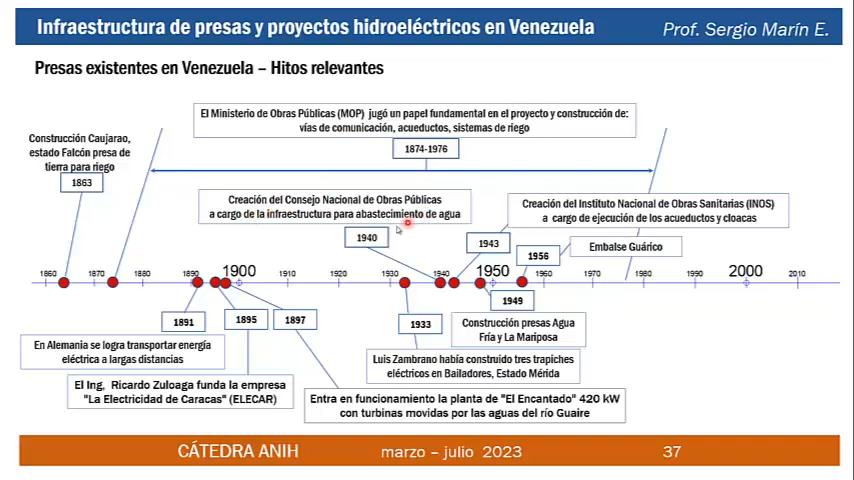 Infraestructura de presas y proyectos hidroeléctricos en Venezuela
Prof. Sergio Marín E.
Presas existentes en Venezuela – Hitos relevantes
El Ministerio de Obras Públicas (MOP) jugó un papel fundamental en el proyecto y construcción de:
vías de comunicación, acueductos, sistemas de riego
1874-1976
Construcción Caujarao,
estado Falcón presa de
tierra para riego
1863
Creación del Consejo Nacional de Obras Públicas
a cargo de la infraestructura para abastecimiento de agua
1940
Creación del Instituto Nacional de Obras Sanitarias (INOS)
a cargo de ejecución de los acueductos y cloacas
1943
1956
Embalse Guárico
1860 1870 1880 1890 1900 1910 1920 1930 1940 1950 1960 1970 1980 1990 2000 2010
1891
En Alemania se logra transportar energía
eléctrica a largas distancias
1895
El Ing. Ricardo Zuloaga funda la empresa
"La Electricidad de Caracas" (ELECAR)
1897
Entra en funcionamiento la planta de "El Encantado" 420 kW
con turbinas movidas por las aguas del río Guaire
1933
Luis Zambrano había construido tres trapiches
eléctricos en Bailadores, Estado Mérida
1949
Construcción presas Agua
Fría y La Mariposa
CÁTEDRA ANIH
marzo – julio 2023
37